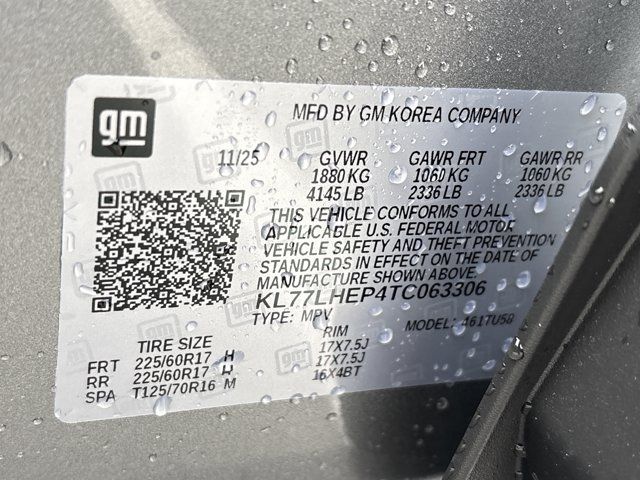 gm
MFD BY GM KOREA COMPANY
11/25 GVWR GAWR FRT GAWR RR
1880 KG 1060 KG 1060 KG
4145 LB 2336 LB 2336 LB
THIS VEHICLE CONFORMS TO ALL
APPLICABLE U.S. FEDERAL MOTOR
VEHICLE SAFETY AND THEFT PREVENTION
STANDARDS IN EFFECT ON THE DATE OF
MANUFACTURE SHOWN ABOVE.
KL77LHEP4TC063306
TYPE: MPV MODEL: 461TU58
TIRE SIZE RIM
FRT 225/60R17 H 17X7.5J
RR 225/60R17 H 17X7.5J
SPA T125/70R16 M 16X4BT